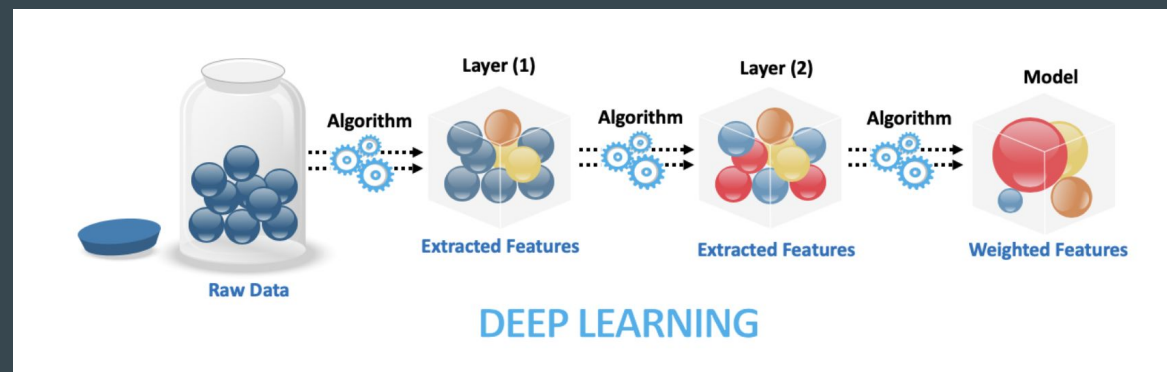 Layer (1)
Layer (2)
Model
Algorithm
Algorithm
Algorithm
Extracted Features
Extracted Features
Weighted Features
Raw Data
DEEP LEARNING